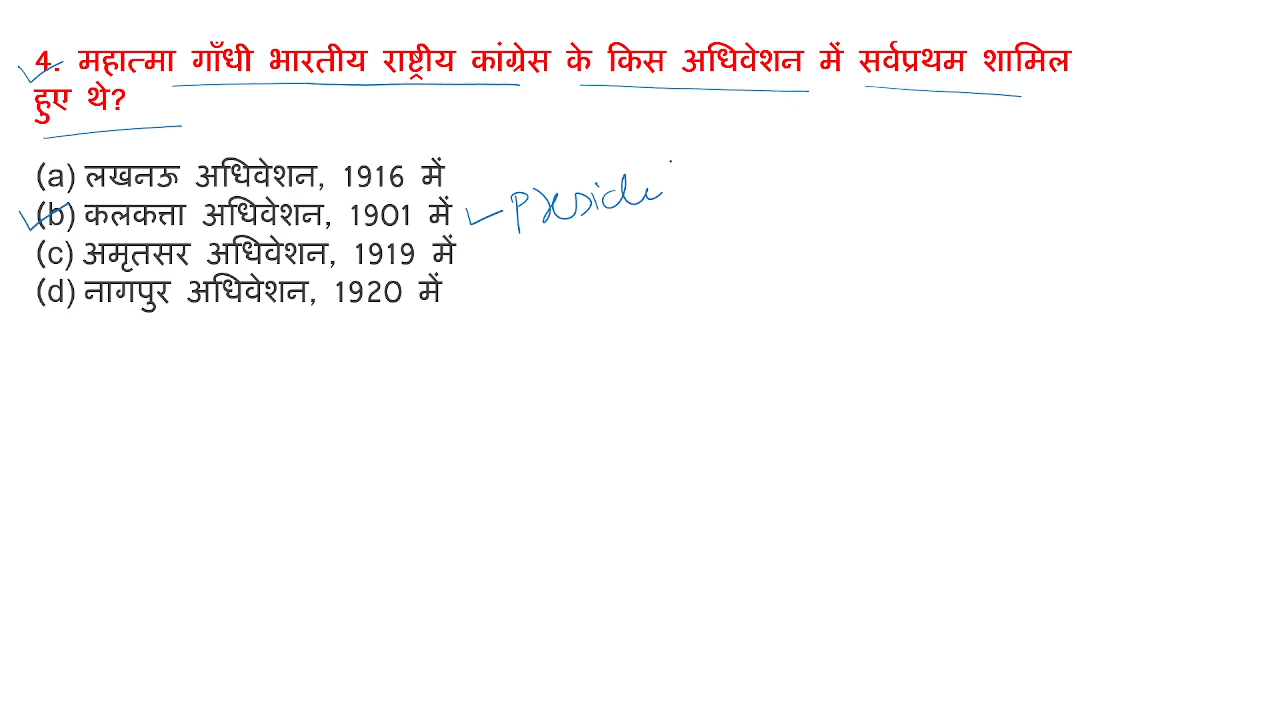 4. महात्मा गाँधी भारतीय राष्ट्रीय कांग्रेस के किस अधिवेशन में सर्वप्रथम शामिल
हुए थे?
(a) लखनऊ अधिवेशन, 1916 में
(b) कलकत्ता अधिवेशन, 1901 में preside
(c) अमृतसर अधिवेशन, 1919 में
(d) नागपुर अधिवेशन, 1920 में